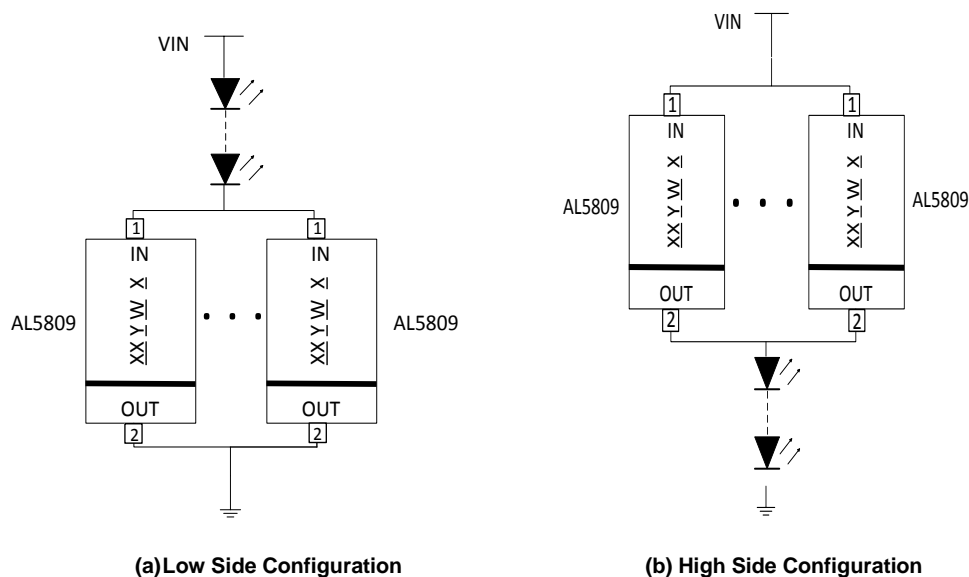 VIN
1
1
IN
IN
XX Y W X
XX Y W X
AL5809
AL5809
OUT
OUT
2
2
(a)Low Side Configuration
VIN
1
1
IN
IN
XX Y W X
XX Y W X
AL5809
AL5809
OUT
OUT
2
2
(b) High Side Configuration